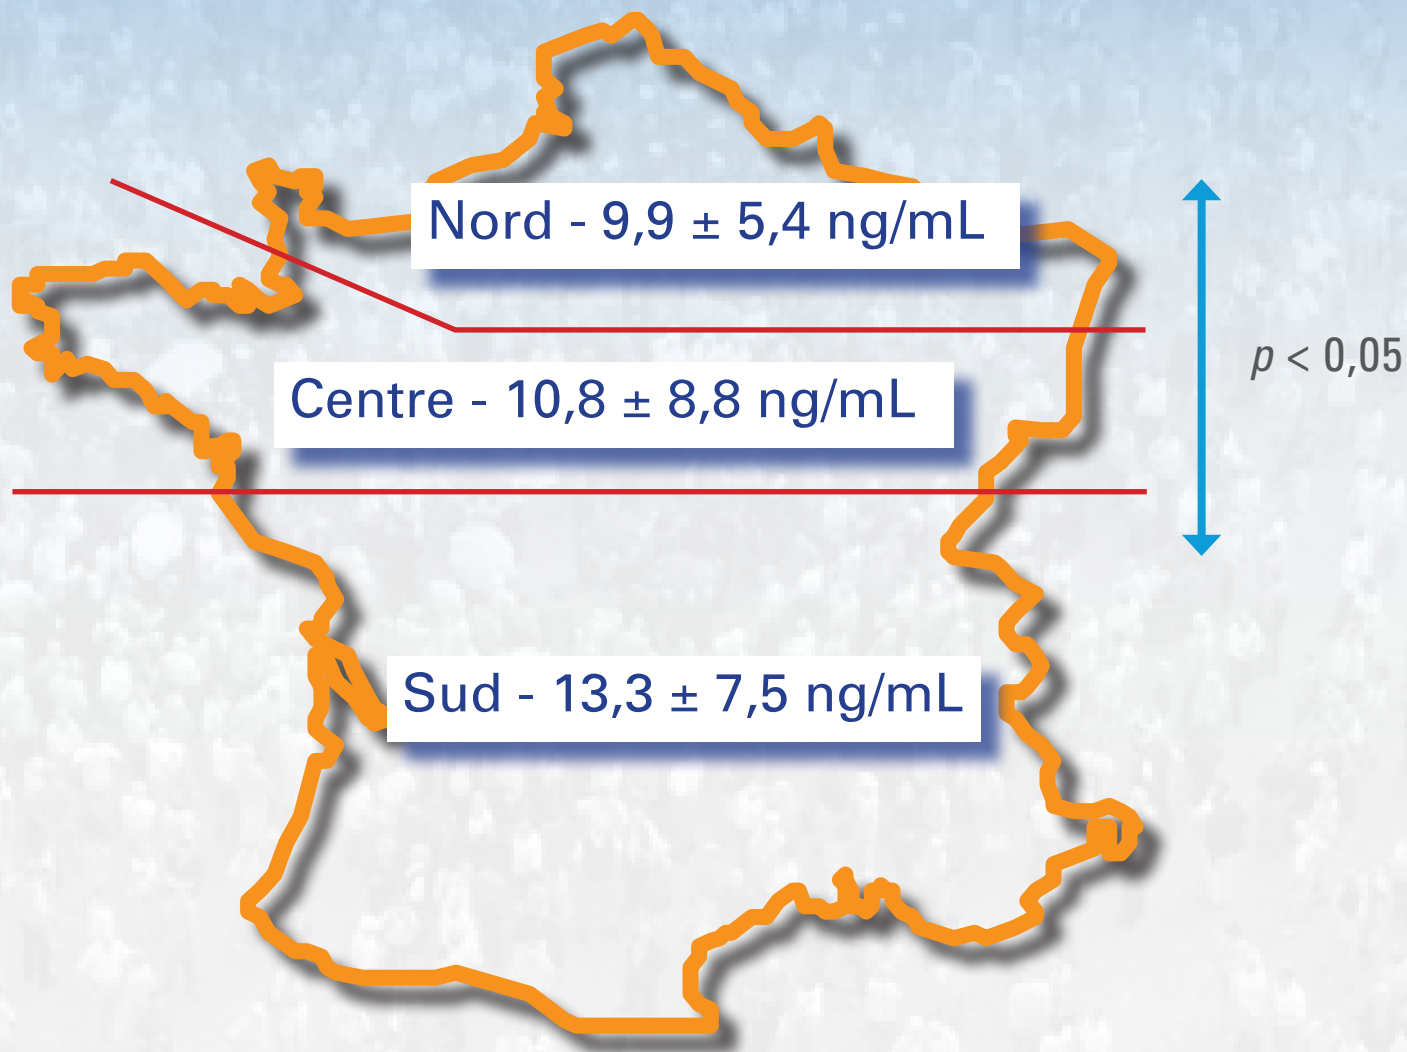 Nord - 9,9 ± 5,4 ng/mL
Centre - 10,8 ± 8,8 ng/mL
p < 0,05
Sud - 13,3 ± 7,5 ng/mL